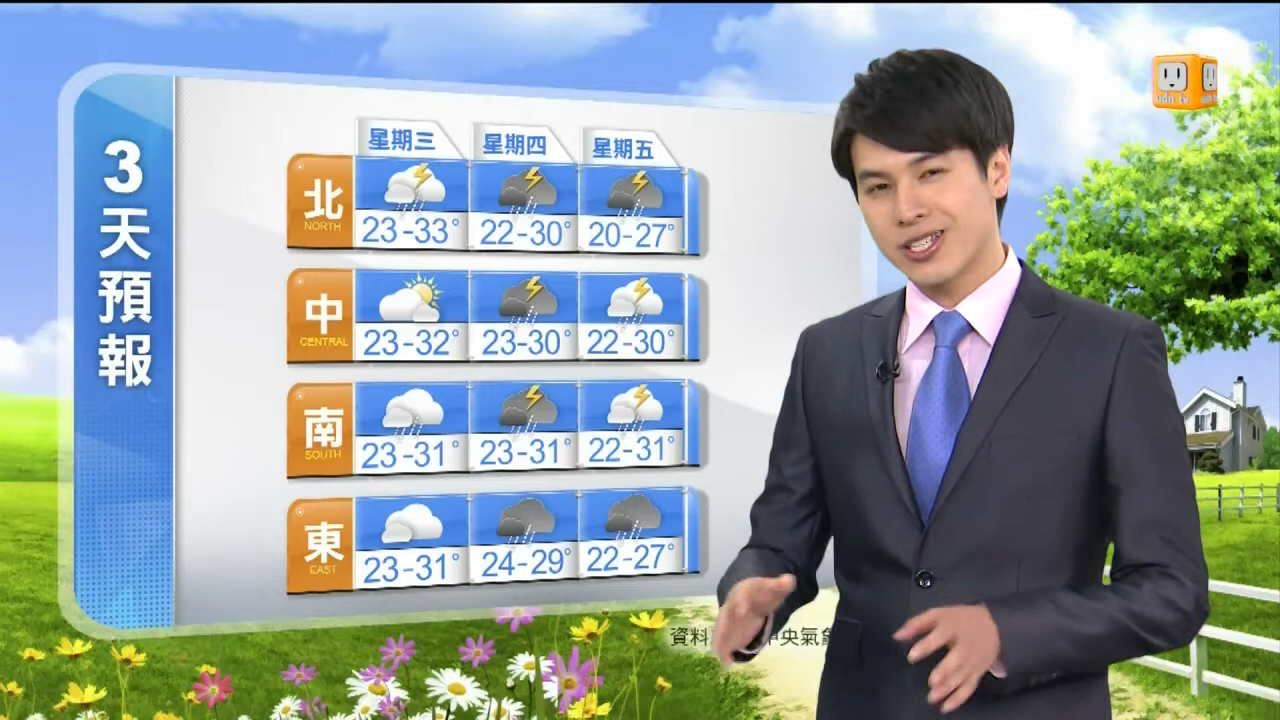 3天預報
星期三 星期四 星期五
北 NORTH 23-33° 22-30° 20-27°
中 CENTRAL 23-32° 23-30° 22-30°
南 SOUTH 23-31° 23-31° 22-31°
東 EAST 23-31° 24-29° 22-27°
資料
中央氣象
udn tv